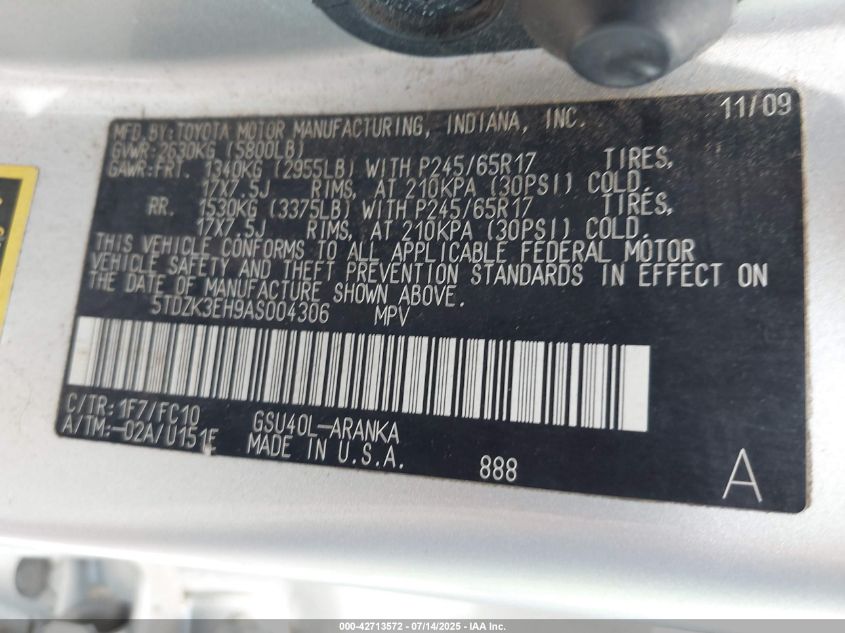 11/09
MFD.BY:TOYOTA MOTOR MANUFACTURING, INDIANA, INC.
GVWR:2630KG (5800LB)
GAWR:FRT. 1340KG (2955LB) WITH P245/65R17 TIRES,
17X7.5J RIMS, AT 210KPA (30PSI) COLD.
RR. 1530KG (3375LB) WITH P245/65R17 TIRES,
17X7.5J RIMS, AT 210KPA (30PSI) COLD.
THIS VEHICLE CONFORMS TO ALL APPLICABLE FEDERAL MOTOR
VEHICLE SAFETY AND THEFT PREVENTION STANDARDS IN EFFECT ON
THE DATE OF MANUFACTURE SHOWN ABOVE.
5TDZK3EH9AS004306 MPV
C/TR:1F7/FC10 GSU40L-ARANKA
A/TM:-02A/U151E MADE IN U.S.A. 888 A
000-42713572 - 07/14/2025 - IAA Inc.